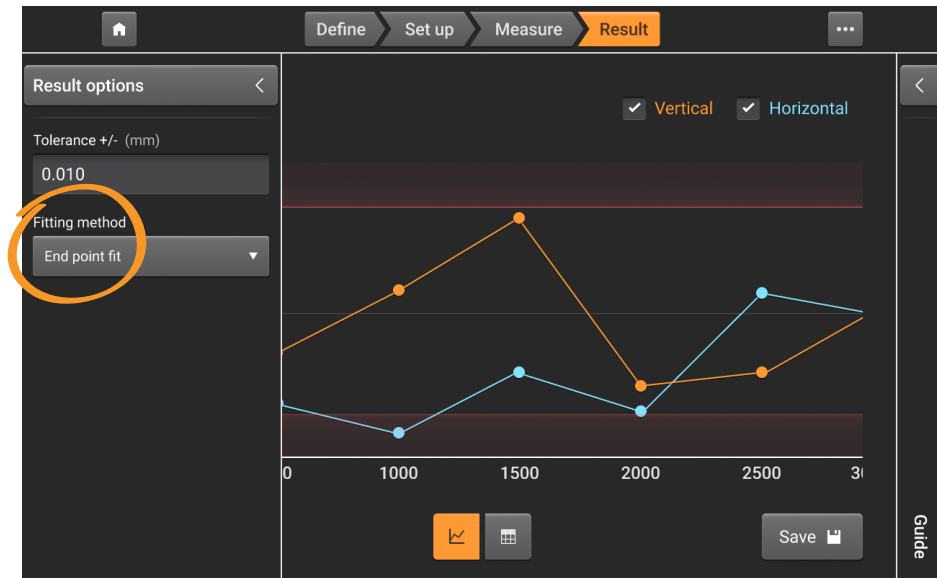 Define Set up Measure Result
Result options
Tolerance +/- (mm)
0.010
Fitting method
End point fit
Vertical Horizontal
0 1000 1500 2000 2500
Save
Guide